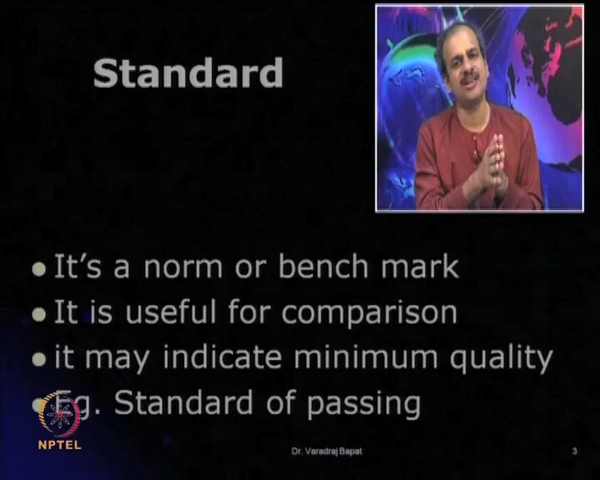 Standard
It's a norm or bench mark
It is useful for comparison
it may indicate minimum quality
Eg. Standard of passing
NPTEL
Dr. Varadraj Bapat
3